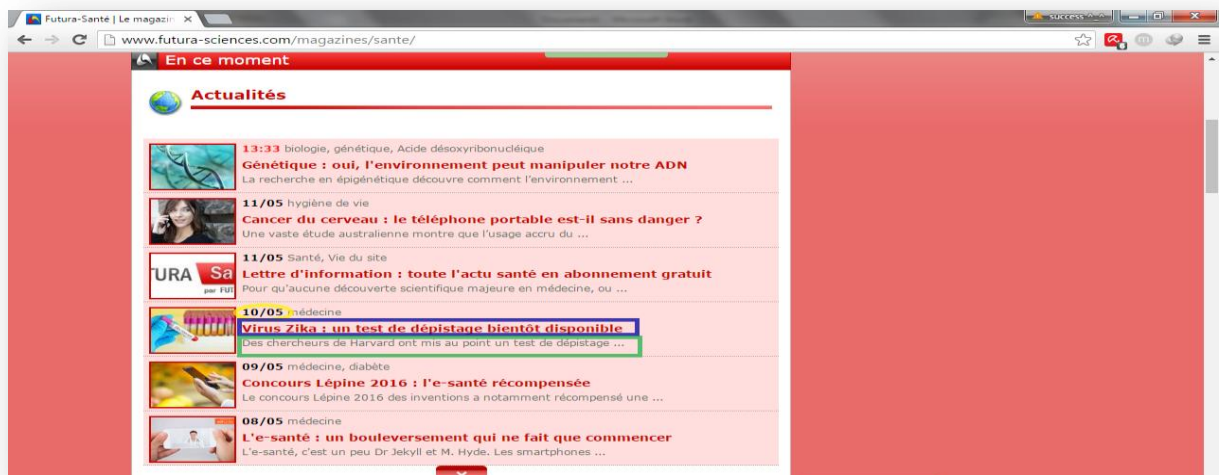 Futura-Santé | Le magazin
success ^_^
www.futura-sciences.com/magazines/sante/
En ce moment
Actualités
13:33 biologie, génétique, Acide désoxyribonucléique
Génétique : oui, l'environnement peut manipuler notre ADN
La recherche en épigénétique découvre comment l'environnement ...
11/05 hygiène de vie
Cancer du cerveau : le téléphone portable est-il sans danger ?
Une vaste étude australienne montre que l'usage accru du ...
11/05 Santé, Vie du site
Lettre d'information : toute l'actu santé en abonnement gratuit
Pour qu'aucune découverte scientifique majeure en médecine, ou ...
URA Sa
par FUT
10/05 médecine
Virus Zika : un test de dépistage bientôt disponible
Des chercheurs de Harvard ont mis au point un test de dépistage ...
09/05 médecine, diabète
Concours Lépine 2016 : l'e-santé récompensée
Le concours Lépine 2016 des inventions a notamment récompensé une ...
08/05 médecine
L'e-santé : un bouleversement qui ne fait que commencer
L'e-santé, c'est un peu Dr Jekyll et M. Hyde. Les smartphones ...